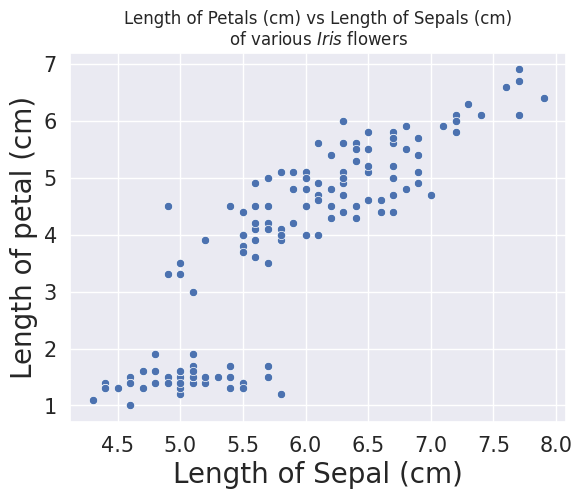 Length of Petals (cm) vs Length of Sepals (cm)
of various Iris flowers
Length of petal (cm)
7
6
5
4
3
2
1
4.5 5.0 5.5 6.0 6.5 7.0 7.5 8.0
Length of Sepal (cm)